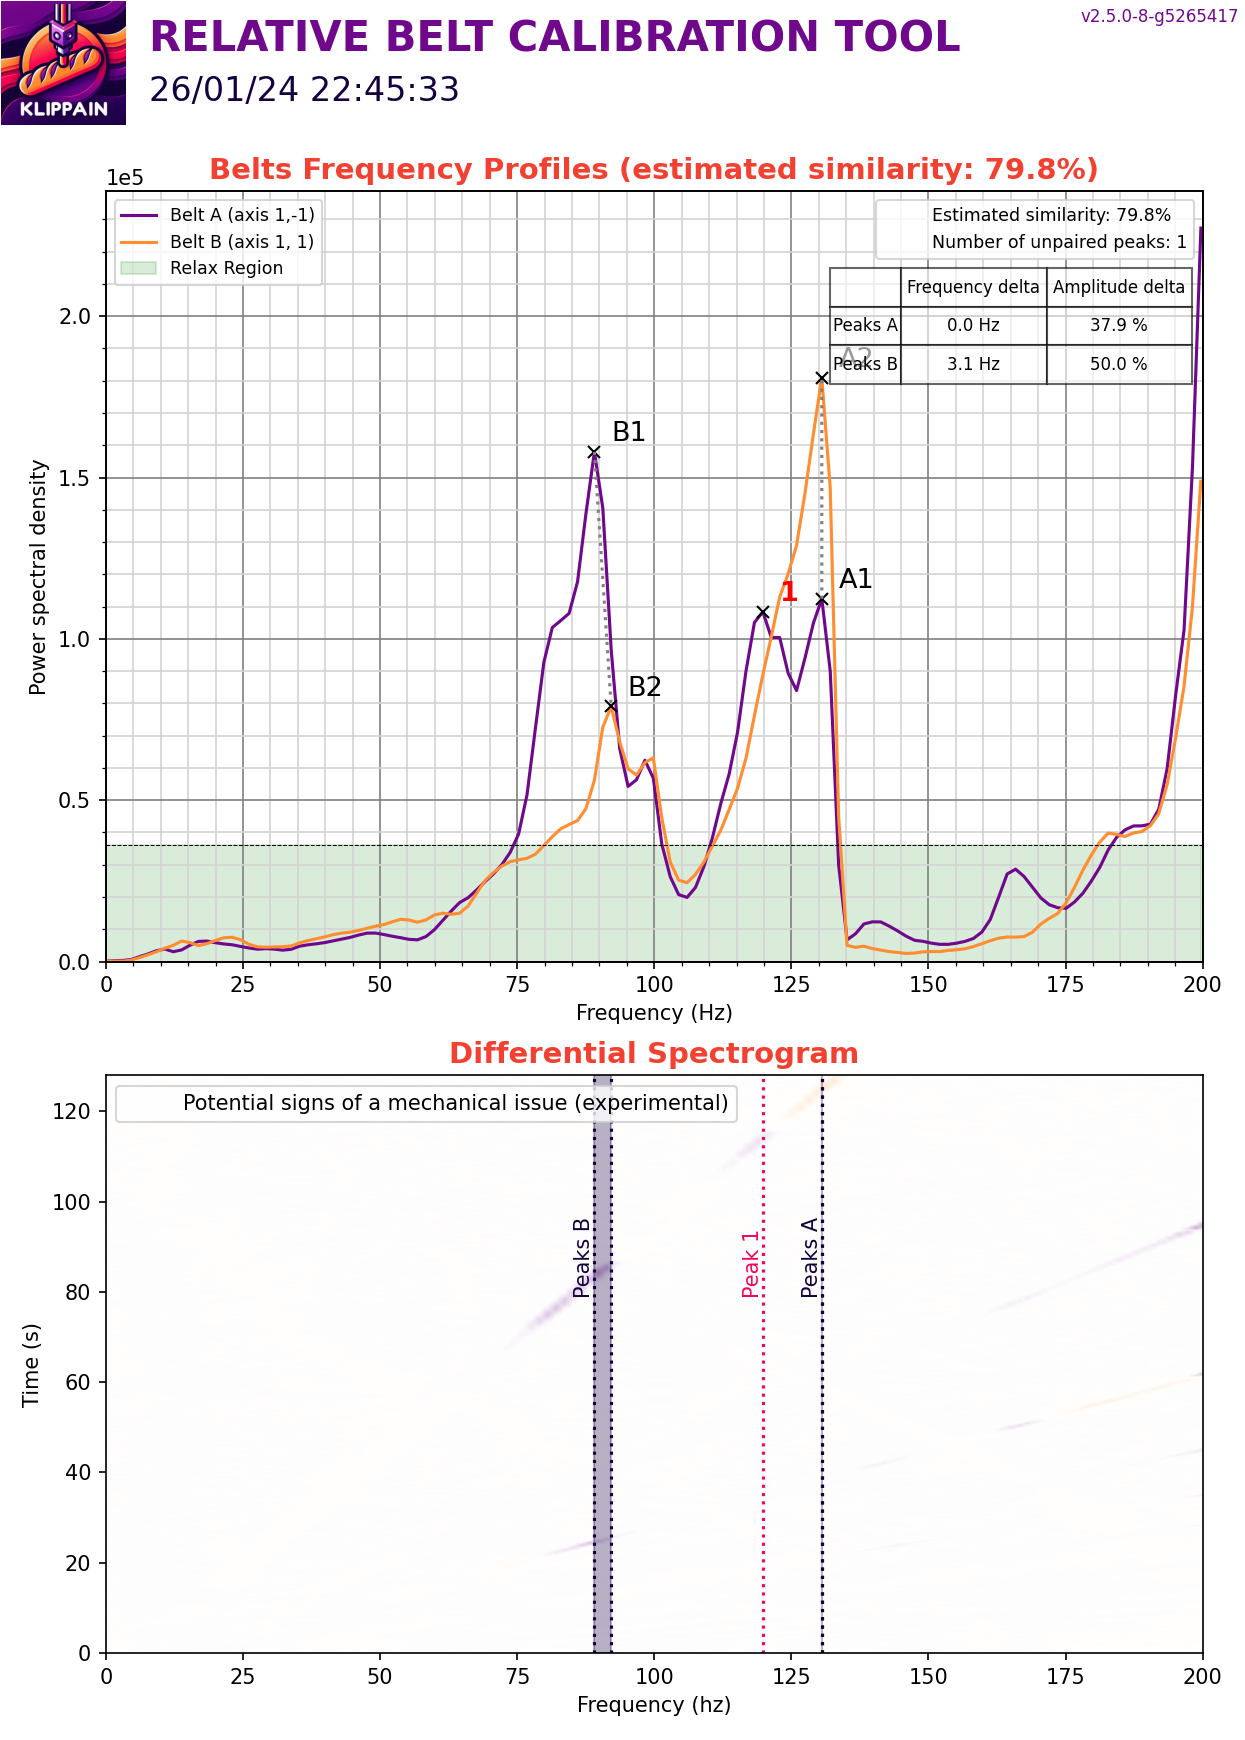 KLIPPAIN
RELATIVE BELT CALIBRATION TOOL
26/01/24 22:45:33
v2.5.0-8-g5265417
Belts Frequency Profiles (estimated similarity: 79.8%)
1e5
Belt A (axis 1,-1)
Belt B (axis 1, 1)
Relax Region
Estimated similarity: 79.8%
Number of unpaired peaks: 1
Frequency delta Amplitude delta
Peaks A 0.0 Hz 37.9 %
Peaks B 3.1 Hz 50.0 %
A2
B1
A1
1
B2
Power spectral density
2.0
1.5
1.0
0.5
0.0
0 25 50 75 100 125 150 175 200
Frequency (Hz)
Differential Spectrogram
Potential signs of a mechanical issue (experimental)
Peaks B
Peak 1
Peaks A
Time (s)
120
100
80
60
40
20
0
0 25 50 75 100 125 150 175 200
Frequency (hz)